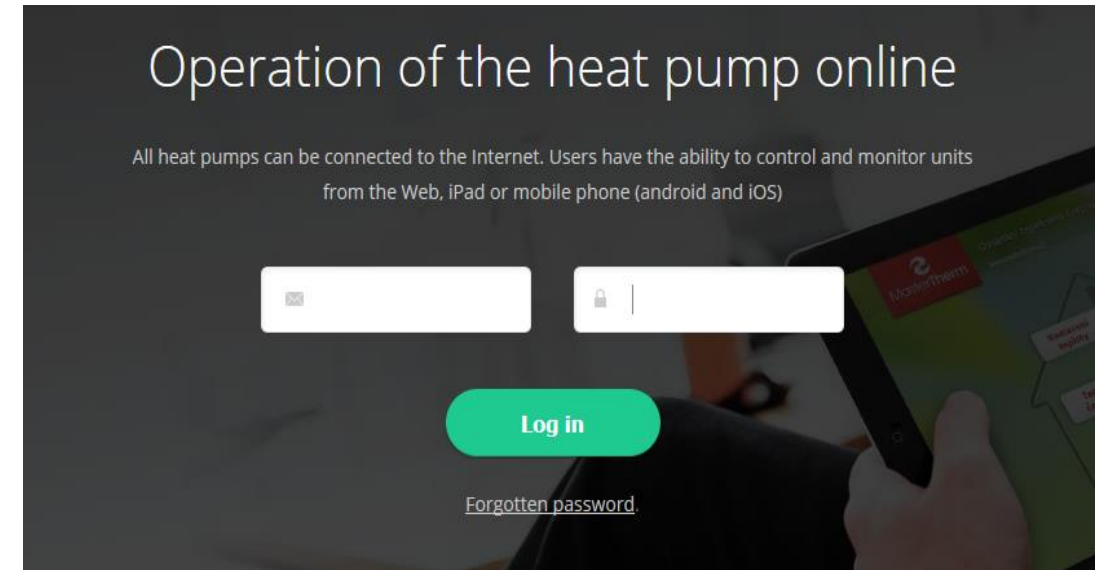 Operation of the heat pump online
All heat pumps can be connected to the Internet. Users have the ability to control and monitor units
from the Web, iPad or mobile phone (android and iOS)
MasterTherm
Log in
Forgotten password.